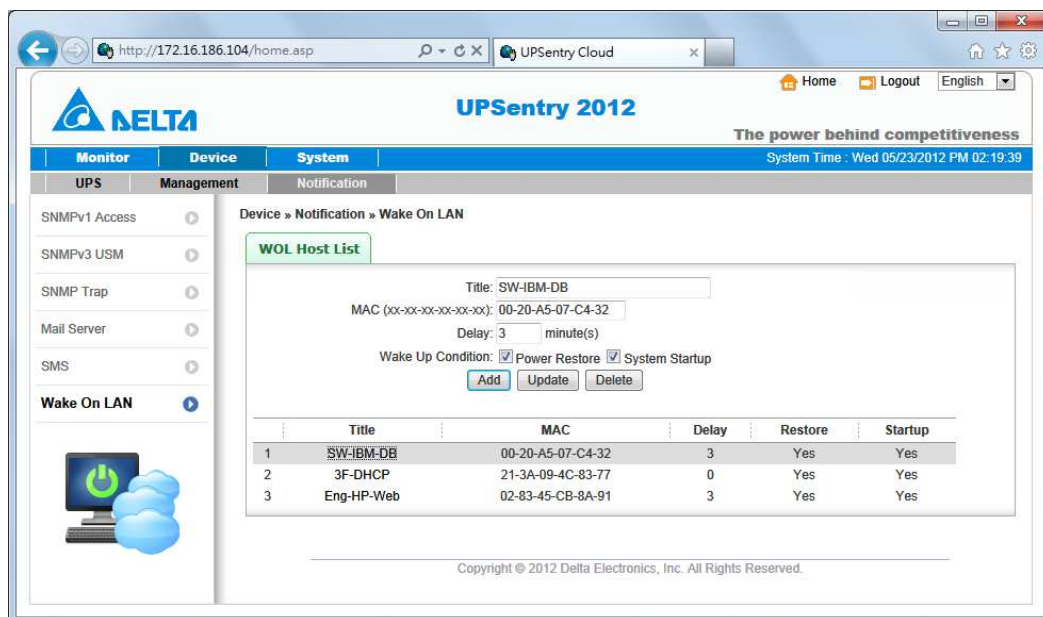 http://172.16.186.104/home.asp
UPSentry Cloud
Home Logout English
DELTA
UPSentry 2012
The power behind competitiveness
Monitor Device System System Time : Wed 05/23/2012 PM 02:19:39
UPS Management Notification
SNMPv1 Access
SNMPv3 USM
SNMP Trap
Mail Server
SMS
Wake On LAN
Device » Notification » Wake On LAN
WOL Host List
Title: SW-IBM-DB
MAC (xx-xx-xx-xx-xx-xx): 00-20-A5-07-C4-32
Delay: 3 minute(s)
Wake Up Condition: Power Restore System Startup
Add Update Delete
Title MAC Delay Restore Startup
1 SW-IBM-DB 00-20-A5-07-C4-32 3 Yes Yes
2 3F-DHCP 21-3A-09-4C-83-77 0 Yes Yes
3 Eng-HP-Web 02-83-45-CB-8A-91 3 Yes Yes
Copyright © 2012 Delta Electronics, Inc. All Rights Reserved.